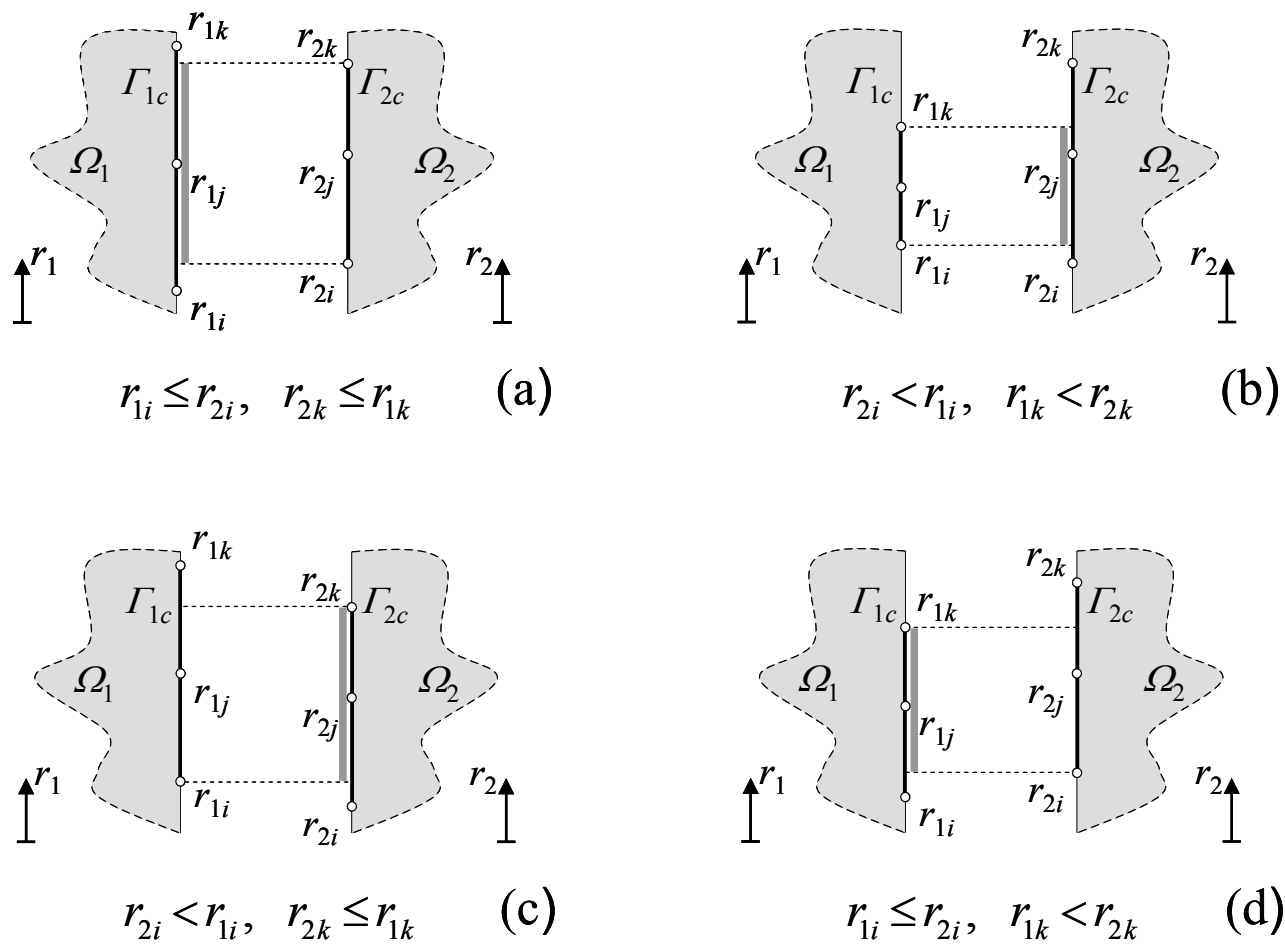 r₁ₖ
r₂ₖ
Γ₁c Γ₂c
Ω₁ r₁ⱼ r₂ⱼ Ω₂
r₁ r₂
r₂ᵢ
r₁ᵢ
r₁ᵢ ≤ r₂ᵢ, r₂ₖ ≤ r₁ₖ (a)
r₂ₖ
Γ₁c Γ₂c
r₁ₖ
Ω₁ r₂ⱼ Ω₂
r₁ⱼ
r₁ r₁ᵢ r₂
r₂ᵢ
r₂ᵢ < r₁ᵢ, r₁ₖ < r₂ₖ (b)
r₁ₖ
r₂ₖ
Γ₁c Γ₂c
Ω₁ r₁ⱼ Ω₂
r₂ⱼ
r₁ r₂
r₁ᵢ
r₂ᵢ
r₂ᵢ < r₁ᵢ, r₂ₖ ≤ r₁ₖ (c)
r₂ₖ
Γ₁c r₁ₖ Γ₂c
Ω₁ r₂ⱼ Ω₂
r₁ⱼ
r₁ r₂
r₂ᵢ
r₁ᵢ
r₁ᵢ ≤ r₂ᵢ, r₁ₖ < r₂ₖ (d)